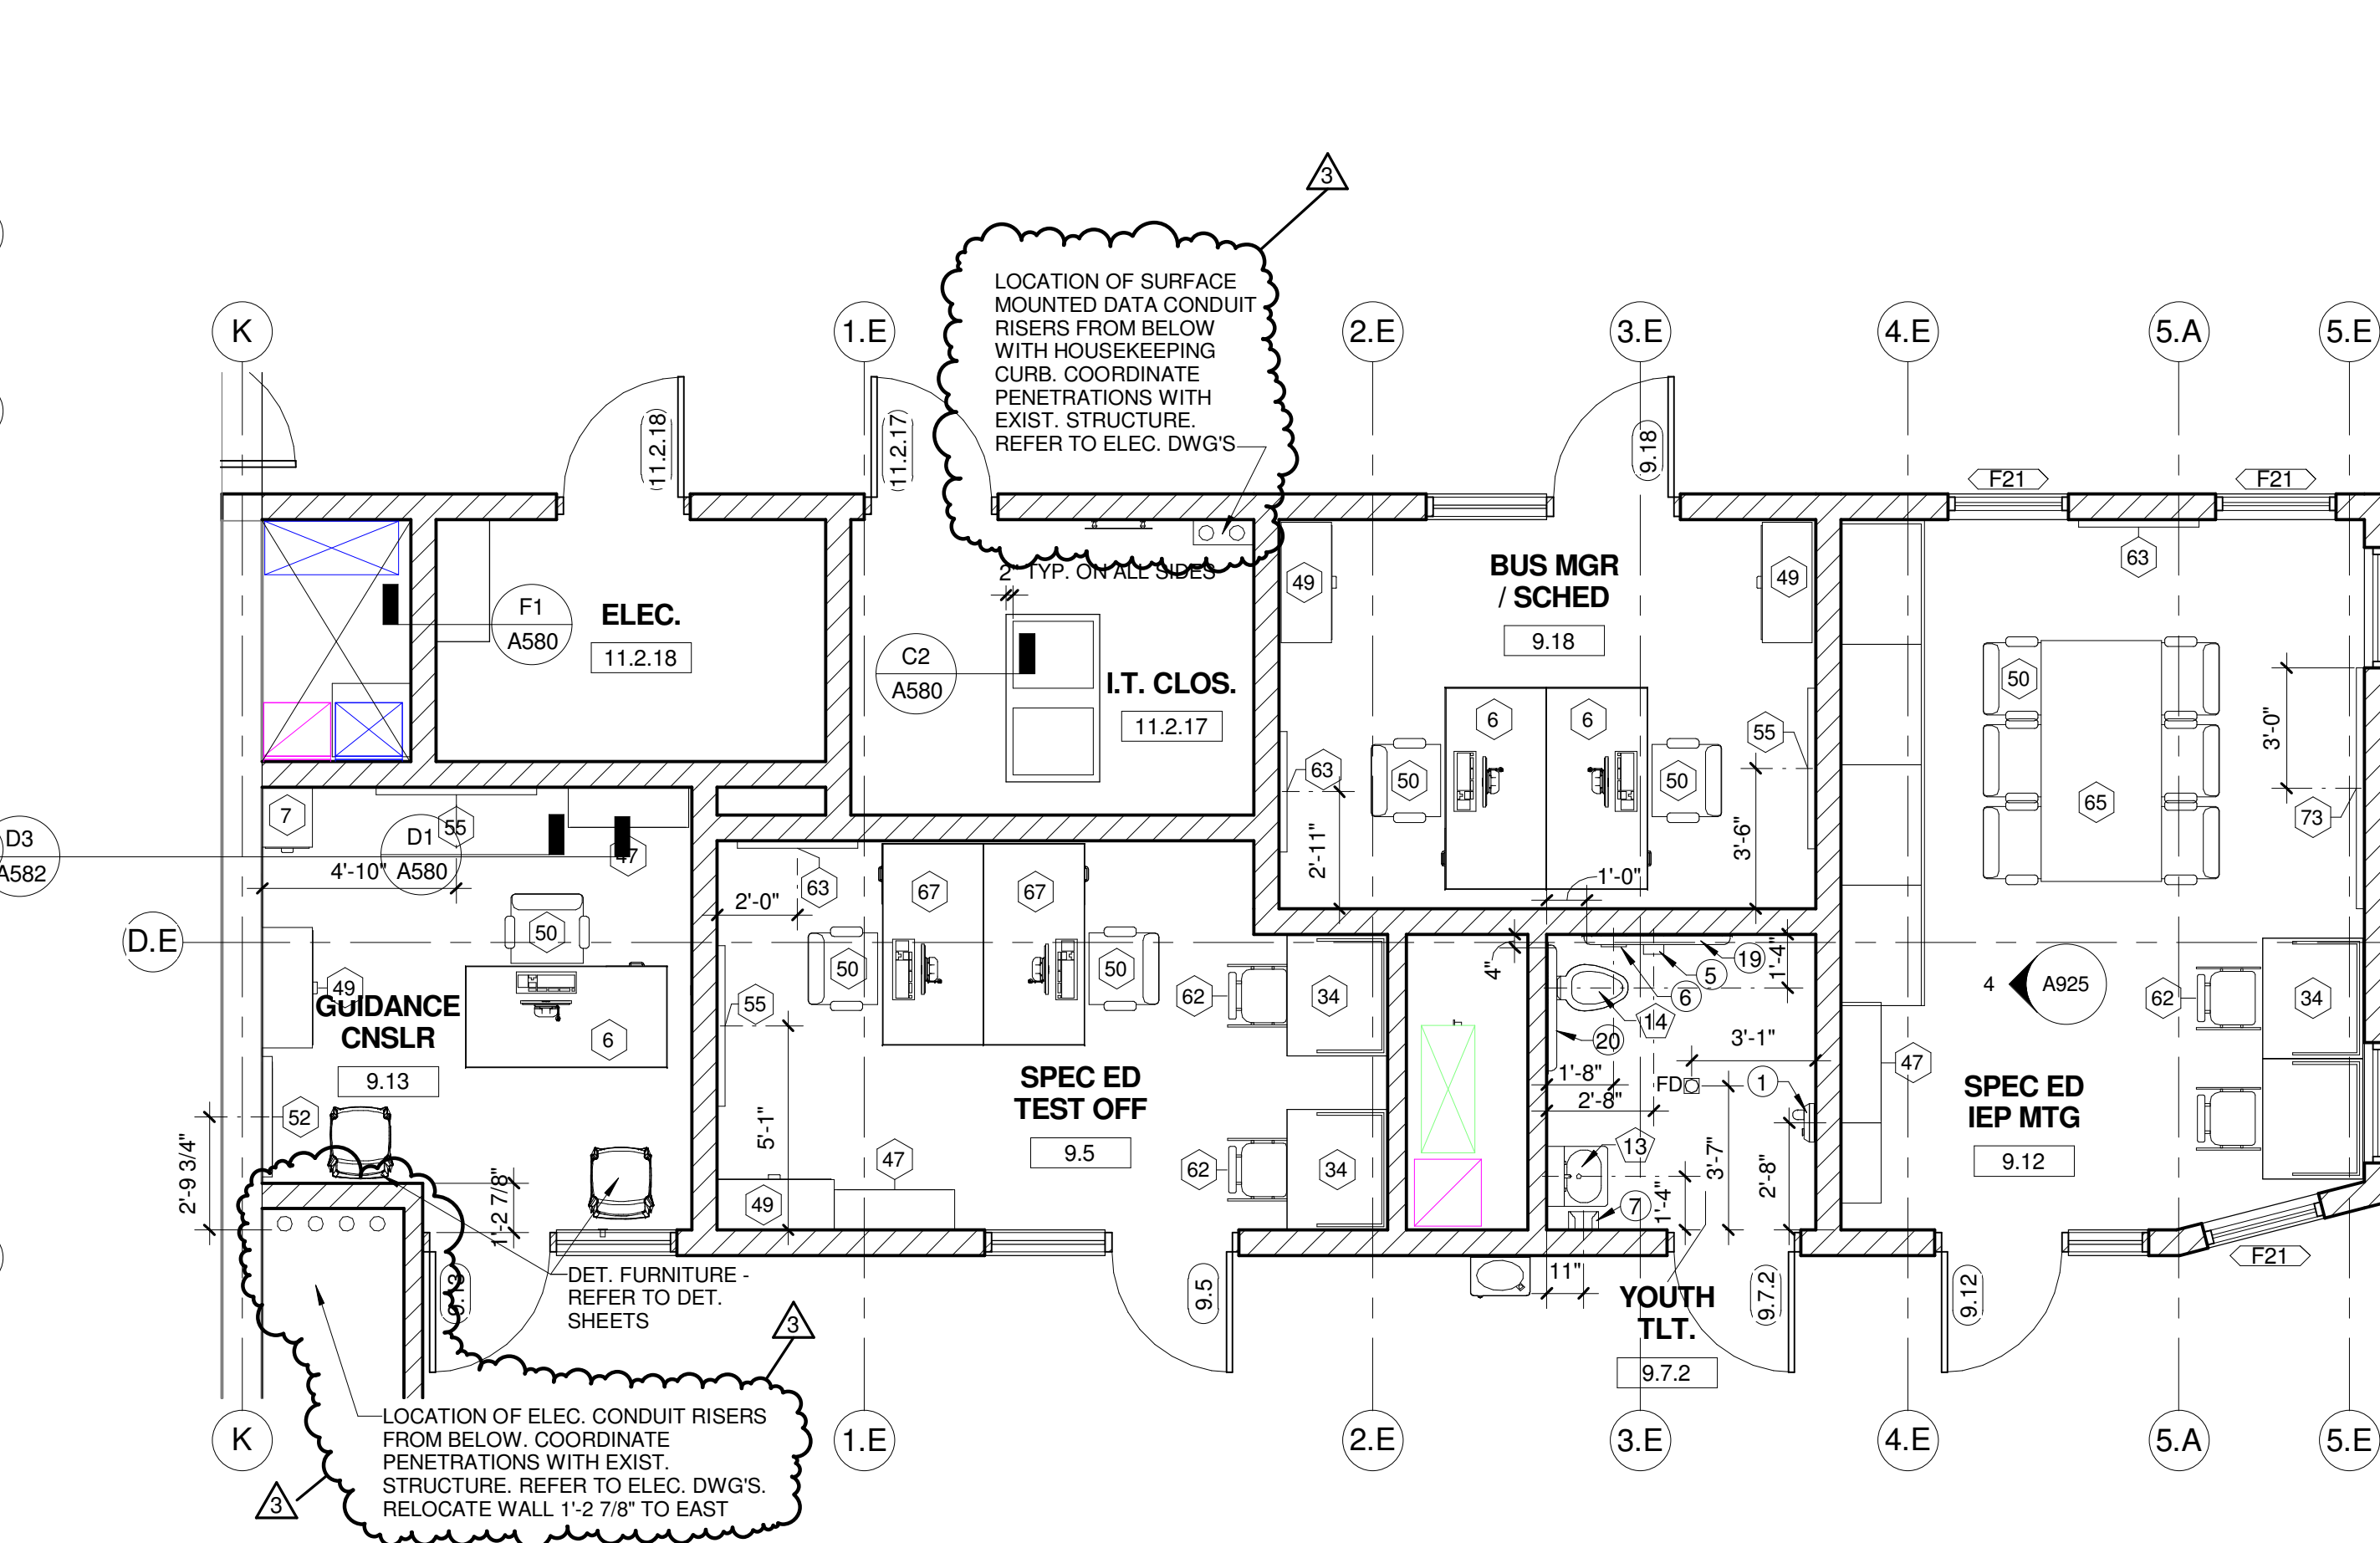 3
LOCATION OF SURFACE
MOUNTED DATA CONDUIT
RISERS FROM BELOW
WITH HOUSEKEEPING
CURB. COORDINATE
PENETRATIONS WITH
EXIST. STRUCTURE.
REFER TO ELEC. DWG'S
K
1.E
2.E
3.E
4.E
5.A
5.E
11.2.18
11.2.17
9.18
F21
F21
2" TYP. ON ALL SIDES
F1
A580
ELEC.
11.2.18
C2
A580
I.T. CLOS.
11.2.17
49
BUS MGR
/ SCHED
9.18
49
63
6
6
50
50
63
55
2'-11"
3'-6"
1'-0"
50
65
3'-0"
73
7
D3
A582
D1
A580
55
47
4'-10"
D.E
50
49
GUIDANCE
CNSLR
9.13
6
52
2'-9 3/4"
1'-2 7/8"
2'-0"
63
67
67
50
50
55
5'-1"
SPEC ED
TEST OFF
9.5
47
49
62
34
62
34
4"
19
5
6
14
20
1'-4"
1'-8"
2'-8"
3'-1"
FD
1
13
7
1'-4"
3'-7"
2'-8"
11"
YOUTH
TLT.
9.7.2
47
4
A925
62
34
SPEC ED
IEP MTG
9.12
F21
9.13
9.5
9.7.2
9.12
DET. FURNITURE -
REFER TO DET.
SHEETS
3
LOCATION OF ELEC. CONDUIT RISERS
FROM BELOW. COORDINATE
PENETRATIONS WITH EXIST.
STRUCTURE. REFER TO ELEC. DWG'S.
RELOCATE WALL 1'-2 7/8" TO EAST
3
K
1.E
2.E
3.E
4.E
5.A
5.E